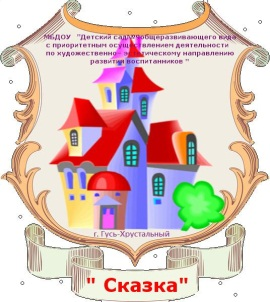 МБДОУ "Детский сад общеразвивающего вида
с приоритетным осуществлением деятельности
по художественно - эстетическому направлению
развития воспитанников "
г. Гусь-Хрустальный
" Сказка"